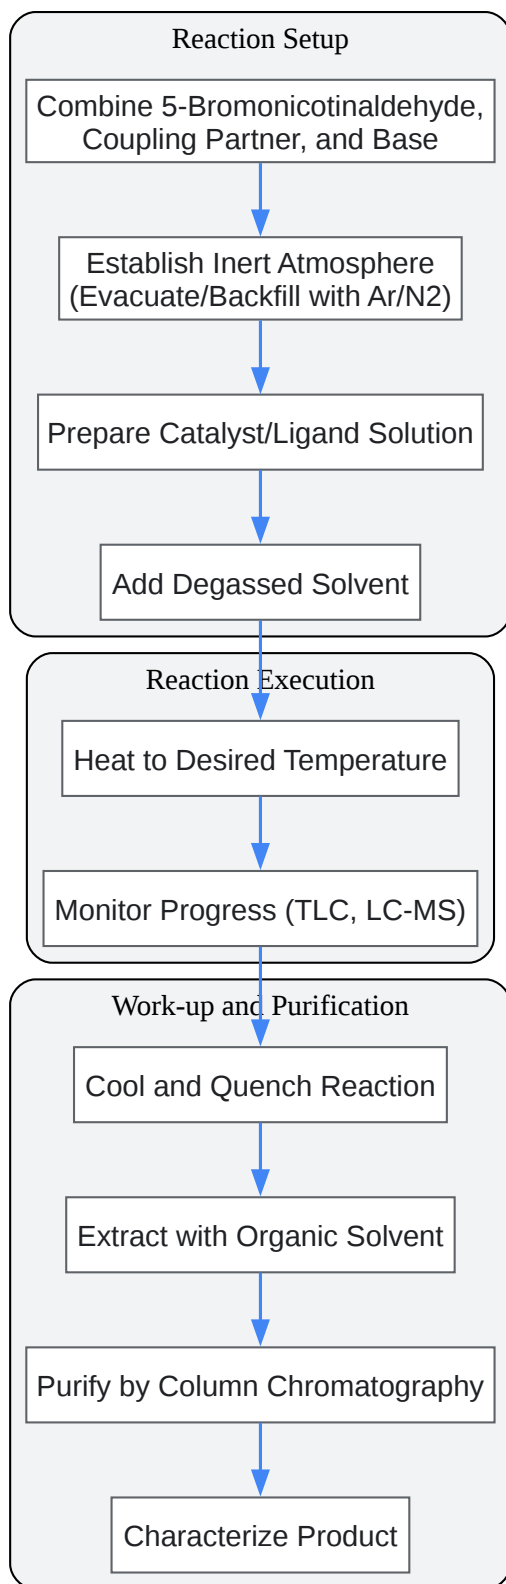 Reaction Setup
Combine 5-Bromonicotinaldehyde,
Coupling Partner, and Base
Establish Inert Atmosphere
(Evacuate/Backfill with Ar/N2)
Prepare Catalyst/Ligand Solution
Add Degassed Solvent
Reaction Execution
Heat to Desired Temperature
Monitor Progress (TLC, LC-MS)
Work-up and Purification
Cool and Quench Reaction
Extract with Organic Solvent
Purify by Column Chromatography
Characterize Product